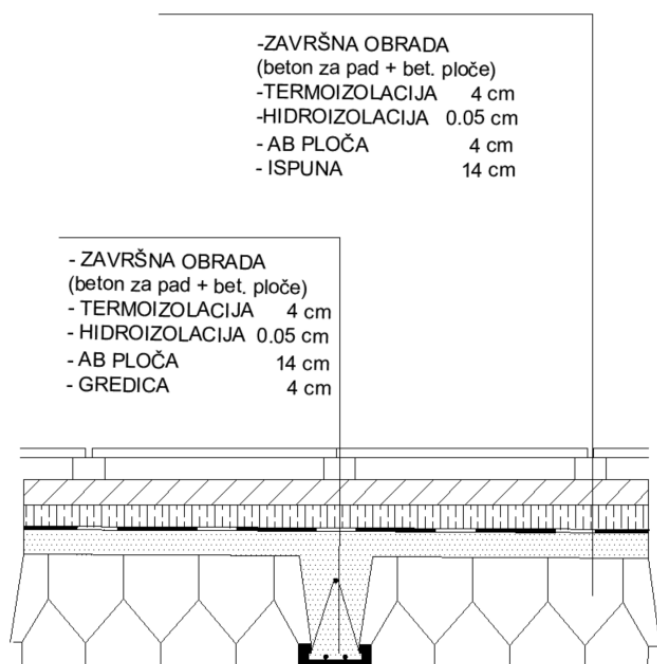 -ZAVRŠNA OBRADA
(beton za pad + bet. ploče)
-TERMOIZOLACIJA 4 cm
-HIDROIZOLACIJA 0.05 cm
- AB PLOČA 4 cm
- ISPUNA 14 cm
- ZAVRŠNA OBRADA
(beton za pad + bet. ploče)
- TERMOIZOLACIJA 4 cm
- HIDROIZOLACIJA 0.05 cm
- AB PLOČA 14 cm
- GREDICA 4 cm